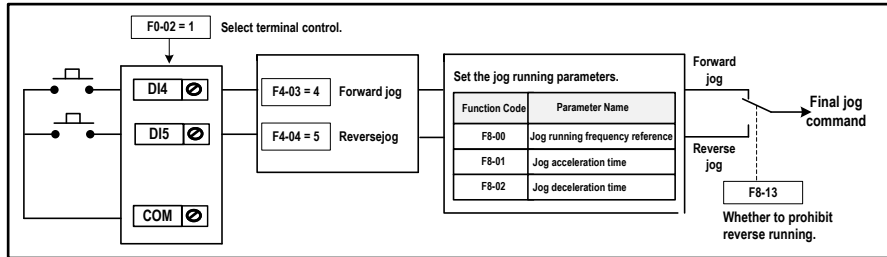 F0-02 = 1
Select terminal control.
DI4
DI5
COM
F4-03 = 4
Forward jog
F4-04 = 5
Reversejog
Set the jog running parameters.
Function Code
Parameter Name
F8-00
Jog running frequency reference
F8-01
Jog acceleration time
F8-02
Jog deceleration time
Forward
jog
Reverse
jog
Final jog
command
F8-13
Whether to prohibit
reverse running.